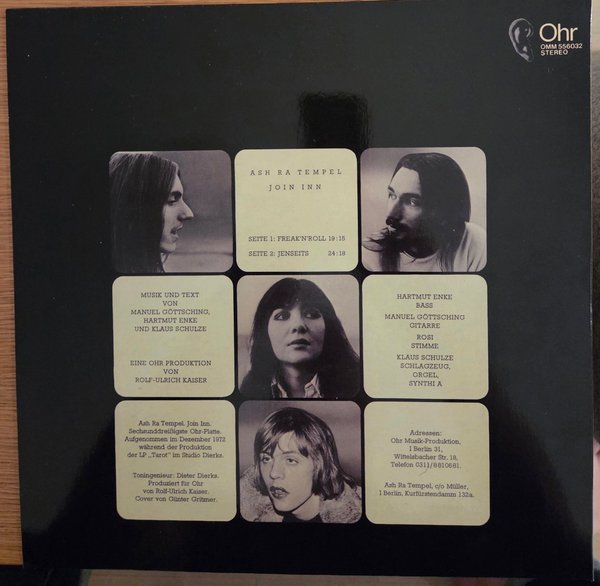 Ohr
OMM 556032
STEREO
ASH RA TEMPEL
JOIN INN
SEITE 1: FREAK'N'ROLL 19:15
SEITE 2: JENSEITS 24:18
MUSIK UND TEXT
VON
MANUEL GÖTTSCHING,
HARTMUT ENKE
UND KLAUS SCHULZE
EINE OHR PRODUKTION
VON
ROLF-ULRICH KAISER
HARTMUT ENKE
BASS
MANUEL GÖTTSCHING
GITARRE
ROSI
STIMME
KLAUS SCHULZE
SCHLAGZEUG,
ORGEL,
SYNTHI A
Ash Ra Tempel. Join Inn.
Sechsunddreißigste Ohr-Platte.
Aufgenommen im Dezember 1972
während der Produktion
der LP „Tarot" im Studio Dierks.
Toningenieur: Dieter Dierks.
Produziert für Ohr
von Rolf-Ulrich Kaiser.
Cover von Günter Gritmer.
Adressen:
Ohr Musik-Produktion,
1 Berlin 31,
Wittelsbacher Str. 18,
Telefon 0311/8810681.
Ash Ra Tempel, c/o Müller,
1 Berlin, Kurfürstendamm 132a.